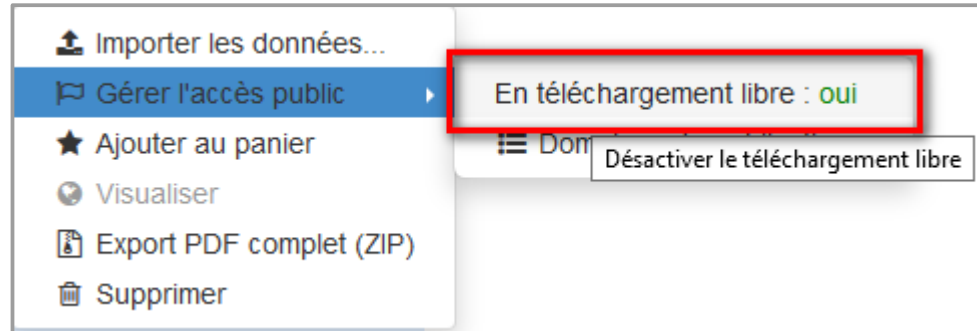 Importer les données...
Gérer l'accès public
En téléchargement libre : oui
Ajouter au panier
Désactiver le téléchargement libre
Visualiser
Export PDF complet (ZIP)
Supprimer